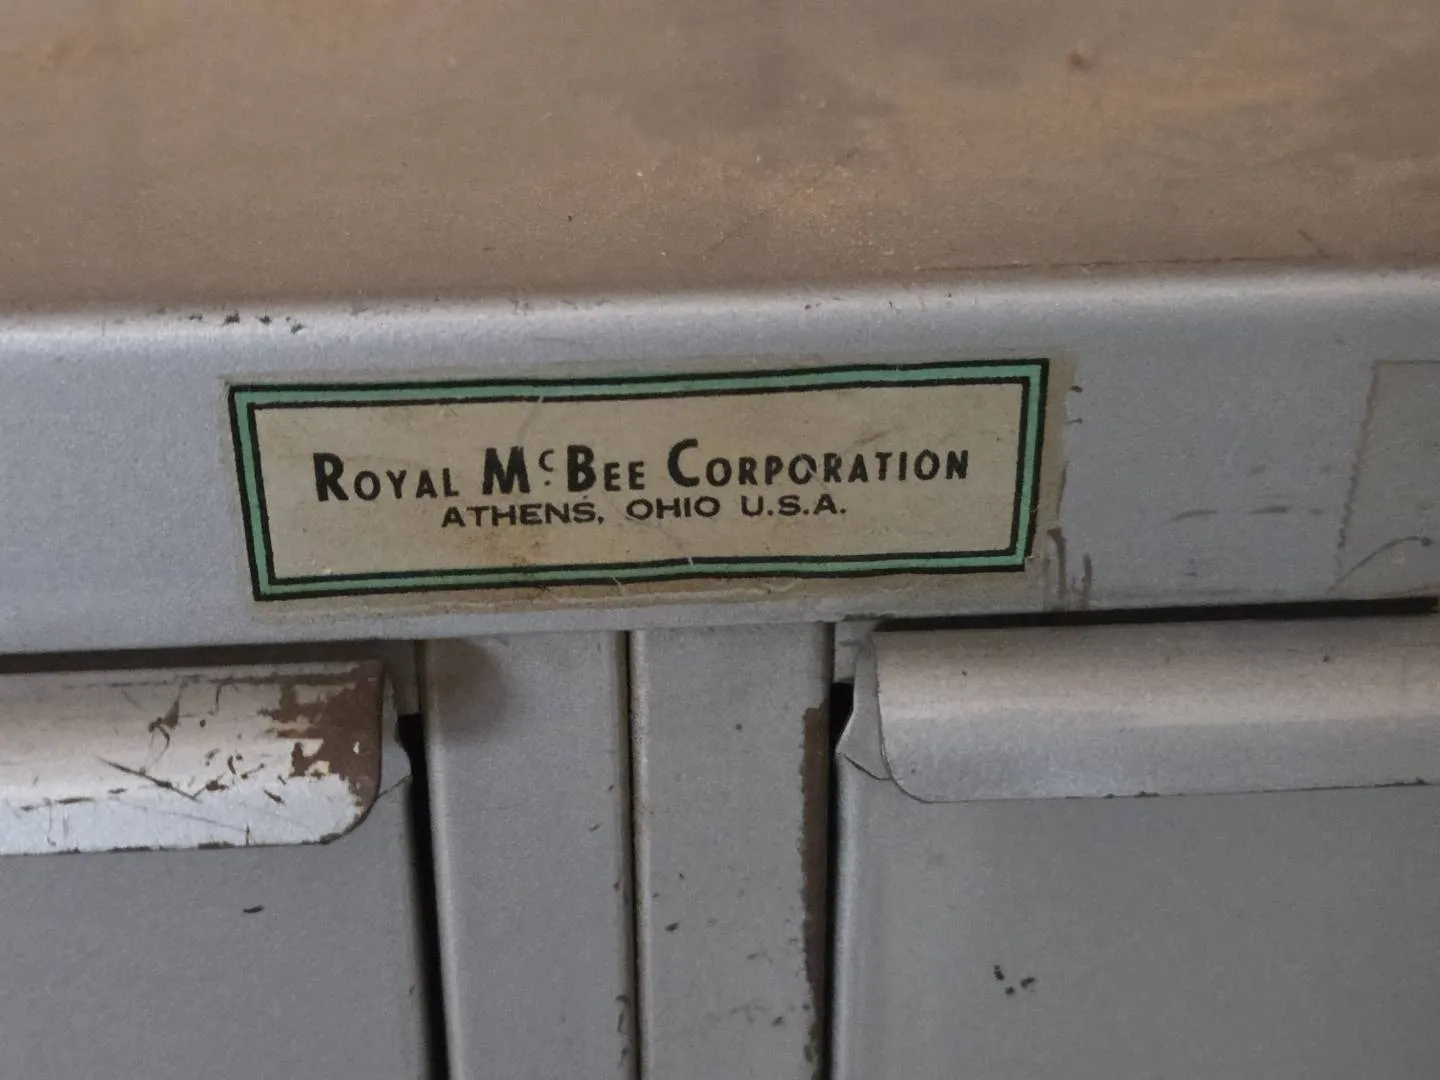 ROYAL McBEE CORPORATION
ATHENS, OHIO U.S.A.